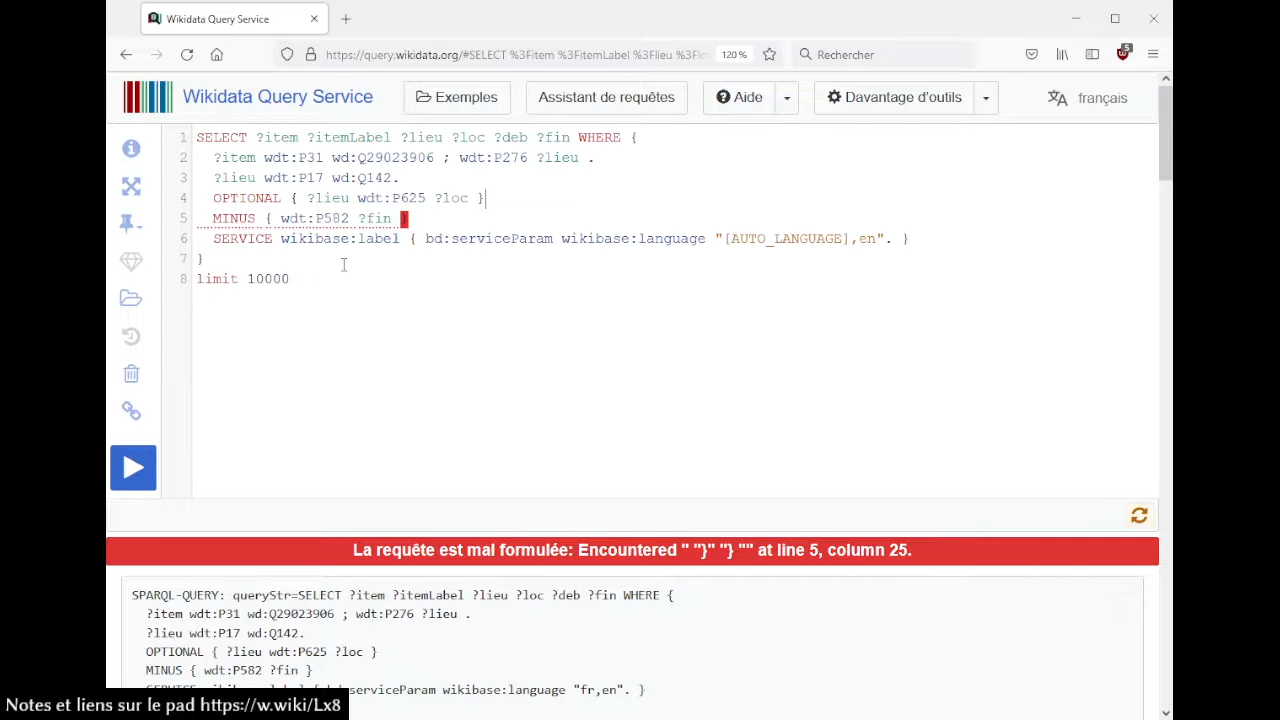 Wikidata Query Service
https://query.wikidata.org/#SELECT %3Fitem %3FitemLabel %3Flieu %3Flc
120 %
Rechercher
5
Wikidata Query Service
Exemples
Assistant de requêtes
Aide
Davantage d'outils
français
1 SELECT ?item ?itemLabel ?lieu ?loc ?deb ?fin WHERE {
2 ?item wdt:P31 wd:Q29023906 ; wdt:P276 ?lieu .
3 ?lieu wdt:P17 wd:Q142.
4 OPTIONAL { ?lieu wdt:P625 ?loc }
5 MINUS { wdt:P582 ?fin }
6 SERVICE wikibase:label { bd:serviceParam wikibase:language "[AUTO_LANGUAGE],en". }
7 }
8 limit 10000
La requête est mal formulée: Encountered " "}" "} "" at line 5, column 25.
SPARQL-QUERY: queryStr=SELECT ?item ?itemLabel ?lieu ?loc ?deb ?fin WHERE {
?item wdt:P31 wd:Q29023906 ; wdt:P276 ?lieu .
?lieu wdt:P17 wd:Q142.
OPTIONAL { ?lieu wdt:P625 ?loc }
MINUS { wdt:P582 ?fin }
wikibase:language "fr,en". }
Notes et liens sur le pad https://w.wiki/Lx8